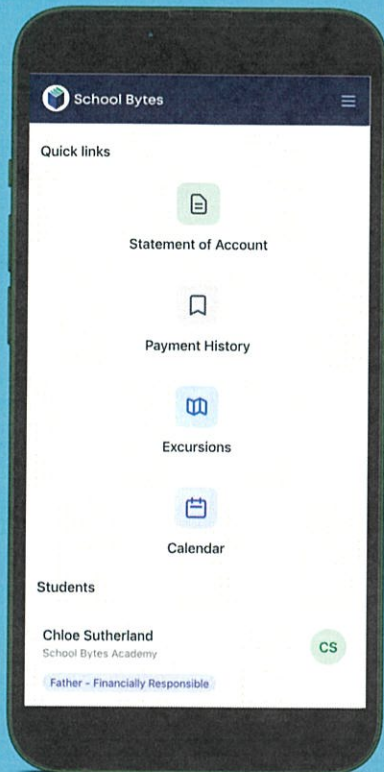 School Bytes
Quick links
Statement of Account
Payment History
Excursions
Calendar
Students
Chloe Sutherland
School Bytes Academy
CS
Father - Financially Responsible